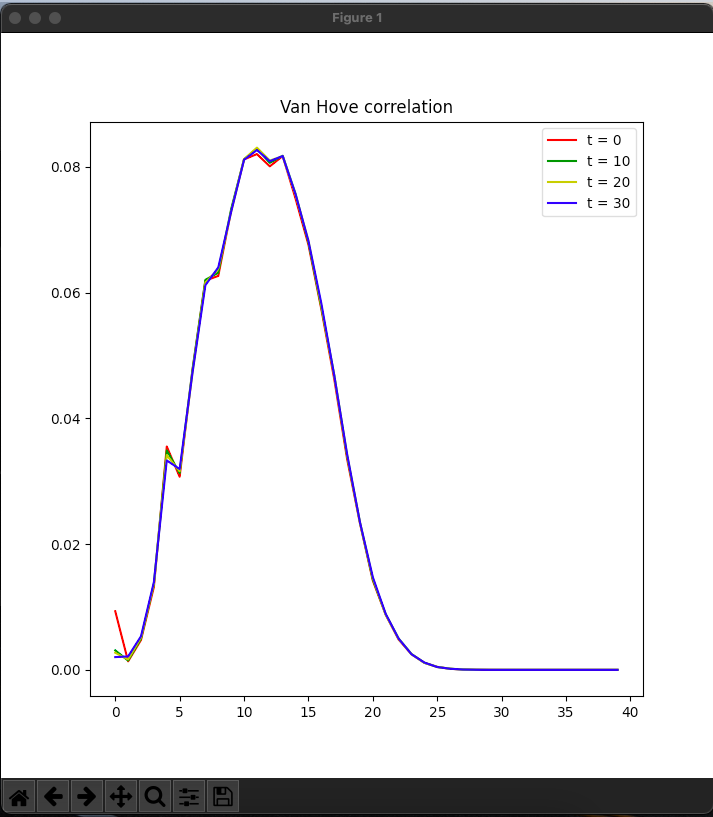 Figure 1
Van Hove correlation
t = 0
t = 10
t = 20
t = 30
0.08
0.06
0.04
0.02
0.00
0 5 10 15 20 25 30 35 40